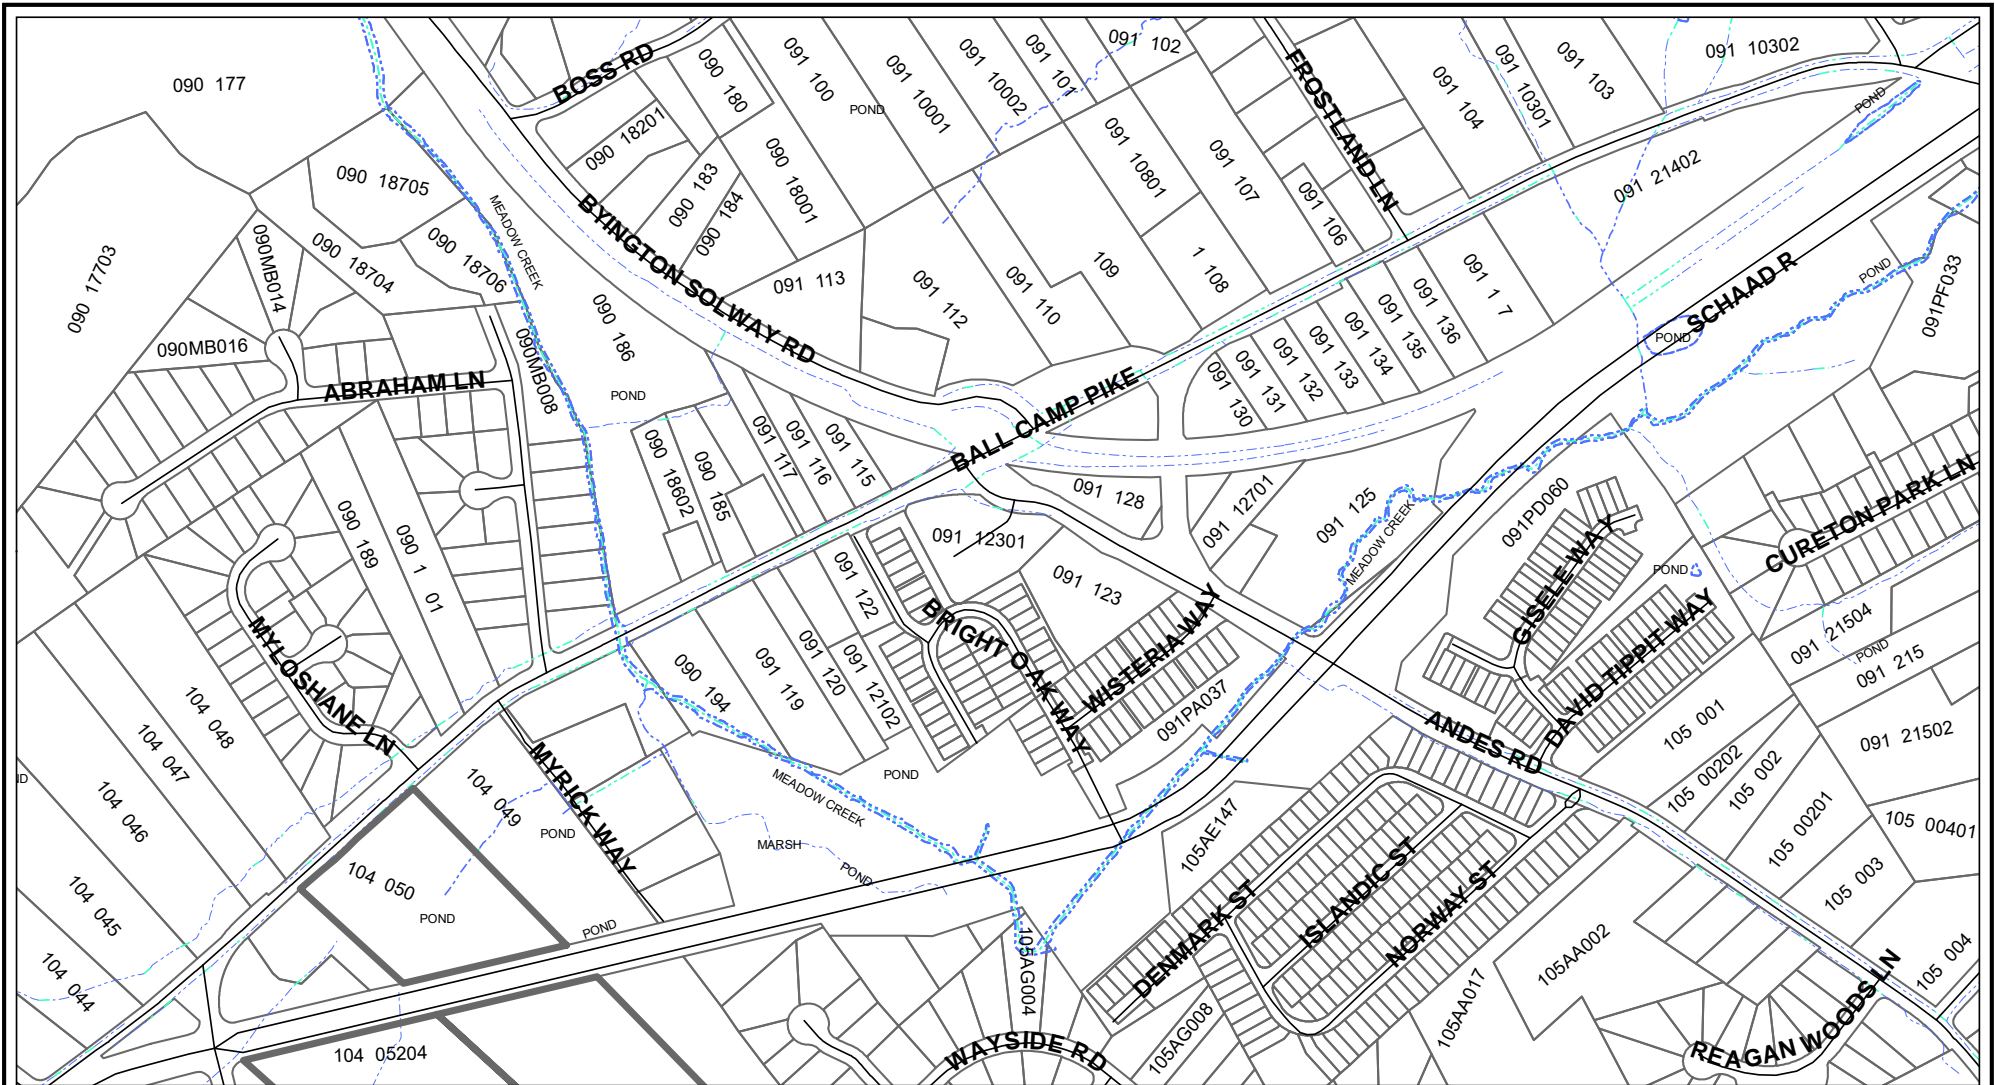 090 177
BOSS RD
090 180
091 100
POND
091 10001
091 10002
091 101
091 102
FROSTLAND LN
091 104
091 10301
091 103
091 10302
POND
090 18201
090 183
090 184
090 18001
091 10801
091 107
091 106
091 21402
090 18705
MEADOW CREEK
090MB014
090 18704
090 18706
090 17703
090MB016
BYINGTON SOLWAY RD
090 186
091 113
091 112
091 110
109
1 108
091 136
091 135
091 134
091 133
091 132
091 131
091 130
091 1 7
SCHAAD R
POND
POND
091PF033
ABRAHAM LN
090MB008
POND
BALL CAMP PIKE
090 18602
090 185
091 117
091 116
091 115
091 128
091 12701
091 125
MEADOW CREEK
091PD060
GISELE WAY
POND
CURETON PARK LN
090 189
090 1 01
091 12301
091 122
091 123
BRIGHT OAK WAY
WISTERIA WAY
DAVID TIPPIT WAY
091 21504
POND
091 215
091 21502
MYLOSHANE LN
104 048
104 047
104 046
104 045
104 044
ND
090 194
091 119
091 120
091 12102
091PA037
ANDES RD
105 001
105 00202
105 002
105 00201
105 00401
105 003
105 004
MYRICK WAY
104 049
POND
MEADOW CREEK
POND
MARSH
POND
104 050
POND
POND
105AE147
DENMARK ST
ISLANDIC ST
NORWAY ST
105AG004
105AA002
105AA017
105AG008
104 05204
WAYSIDE RD
REAGAN WOODS LN